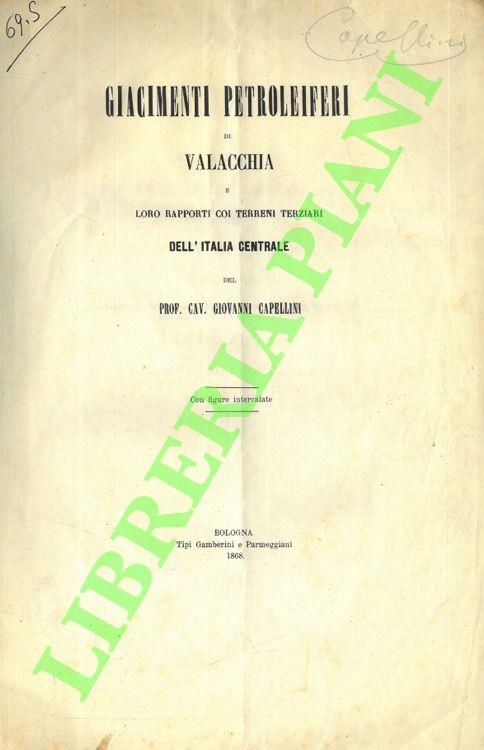 69.5
Capellini
GIACIMENTI PETROLEIFERI
DI
VALACCHIA
E
LORO RAPPORTI COI TERRENI TERZIARI
DELL'ITALIA CENTRALE
DEL
PROF. CAV. GIOVANNI CAPELLINI
Con figure intercalate
BOLOGNA
Tipi Gamberini e Parmeggiani
1868.
LIBRERIA PIANI